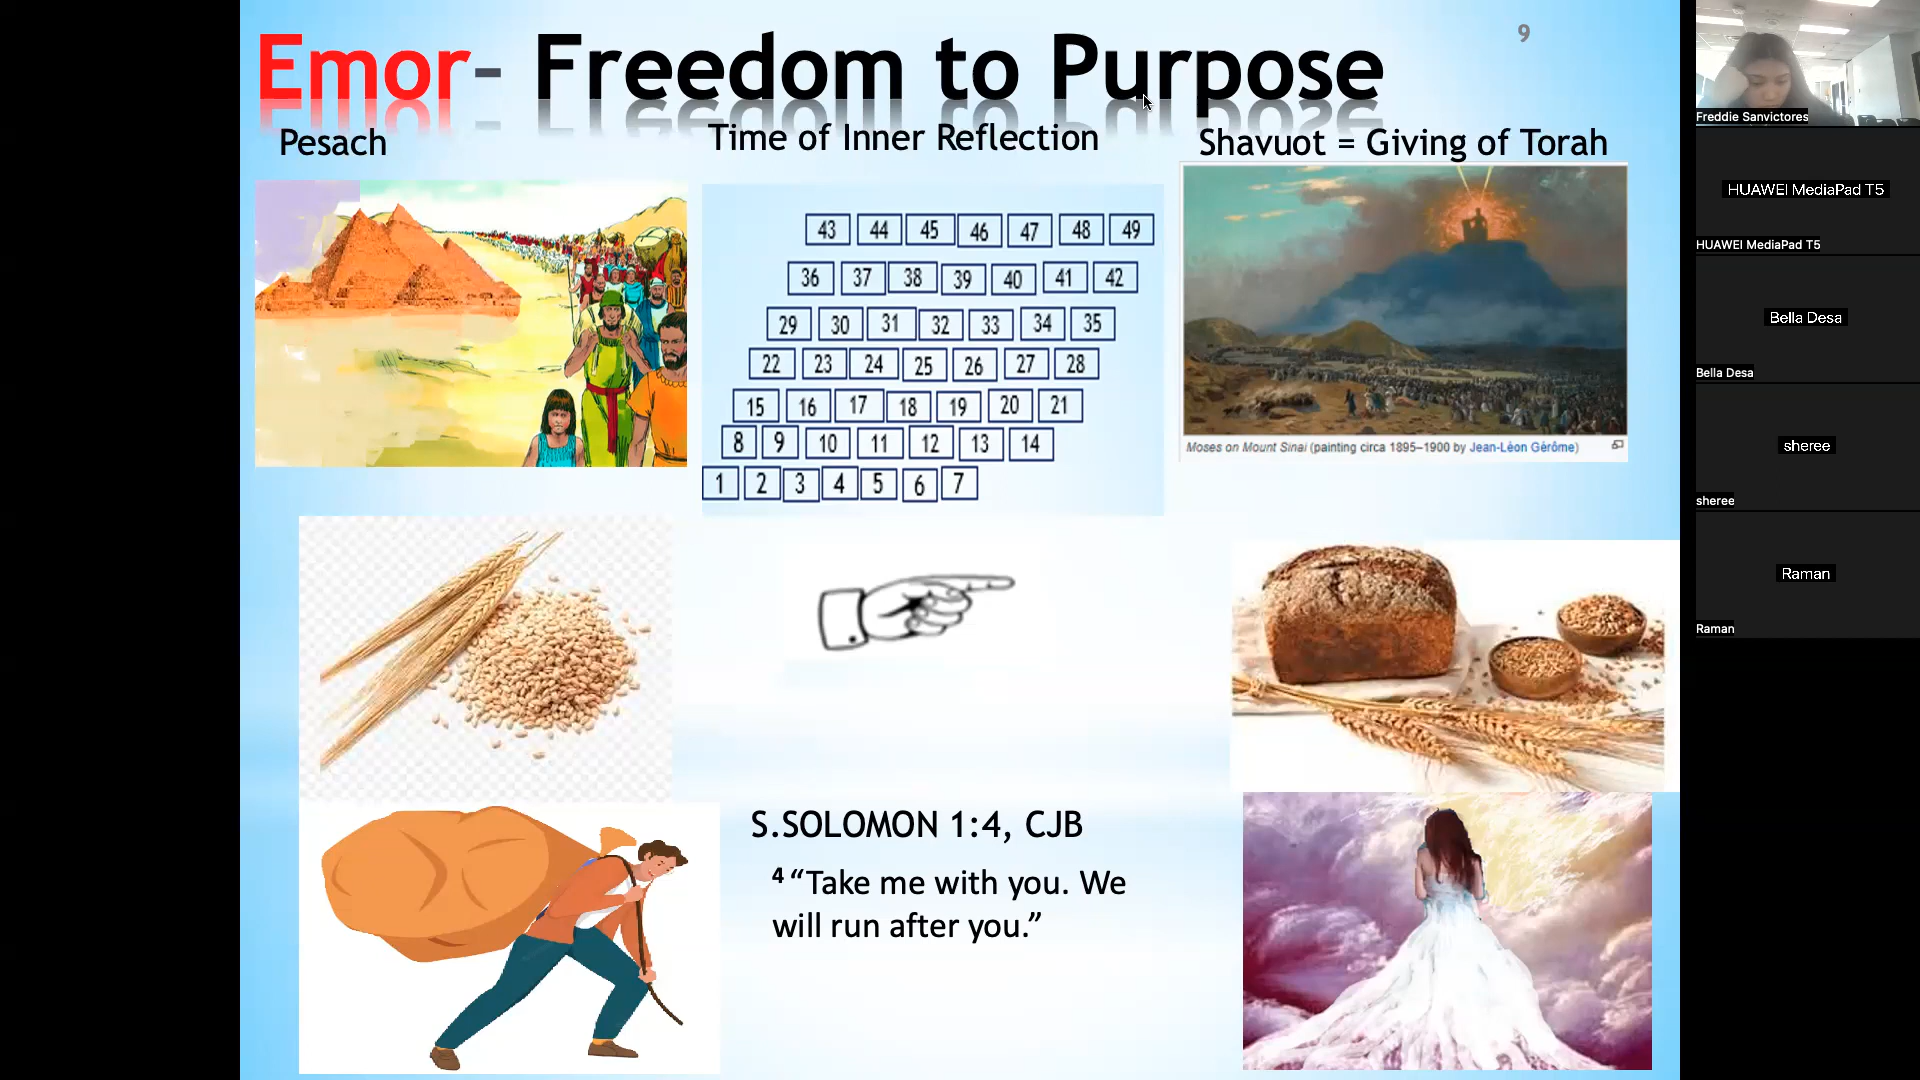 Emor- Freedom to Purpose
9
Pesach
Time of Inner Reflection
Shavuot = Giving of Torah
43 44 45 46 47 48 49
36 37 38 39 40 41 42
29 30 31 32 33 34 35
22 23 24 25 26 27 28
15 16 17 18 19 20 21
8 9 10 11 12 13 14
1 2 3 4 5 6 7
Moses on Mount Sinai (painting circa 1895–1900 by Jean-Léon Gérôme)
S.SOLOMON 1:4, CJB
4 “Take me with you. We
will run after you.”
Freddie Sanvictores
HUAWEI MediaPad T5
HUAWEI MediaPad T5
Bella Desa
Bella Desa
sheree
sheree
Raman
Raman